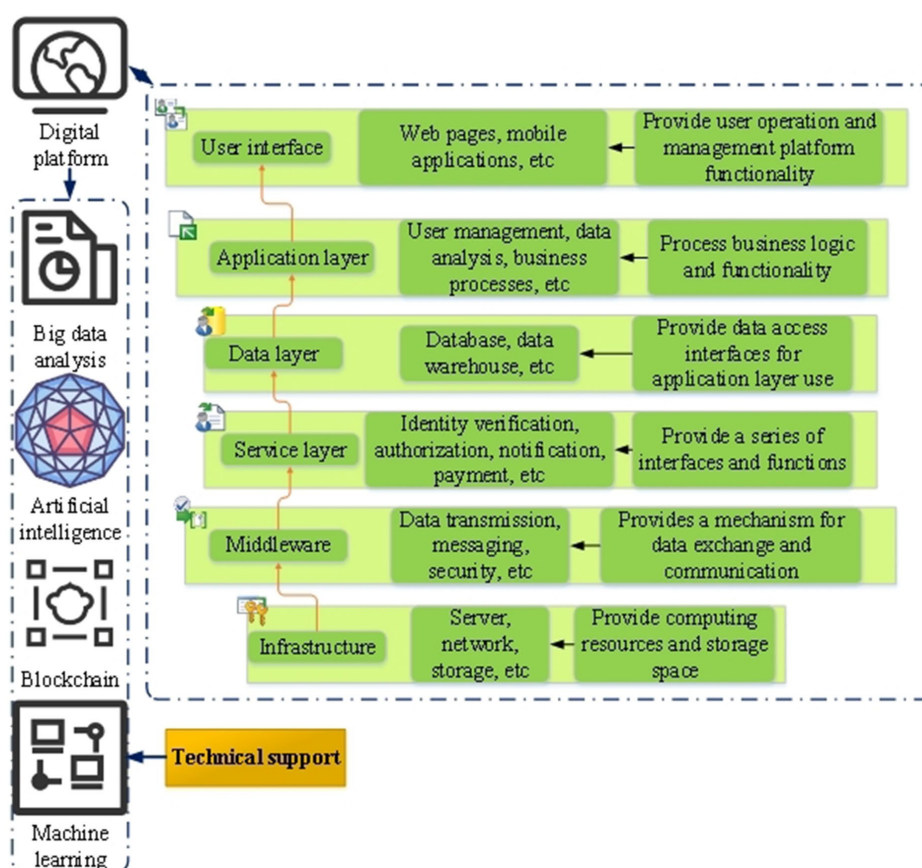 Digital
platform
Big data
analysis
Artificial
intelligence
Blockchain
Machine
learning
User interface
Web pages, mobile
applications, etc
Provide user operation and
management platform
functionality
Application layer
User management, data
analysis, business
processes, etc
Process business logic
and functionality
Data layer
Database, data
warehouse, etc
Provide data access
interfaces for
application layer use
Service layer
Identity verification,
authorization, notification,
payment, etc
Provide a series of
interfaces and functions
Middleware
Data transmission,
messaging,
security, etc
Provides a mechanism for
data exchange and
communication
Infrastructure
Server,
network,
storage, etc
Provide computing
resources and storage
space
Technical support